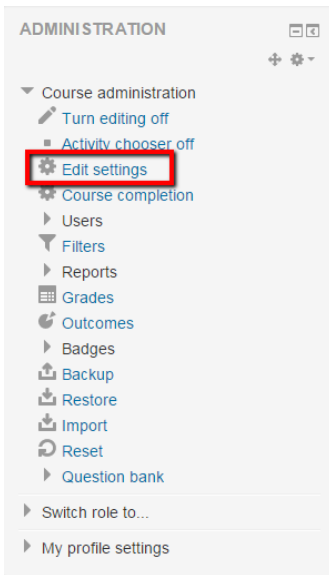 ADMINISTRATION
Course administration
Turn editing off
Activity chooser off
Edit settings
Course completion
Users
Filters
Reports
Grades
Outcomes
Badges
Backup
Restore
Import
Reset
Question bank
Switch role to...
My profile settings